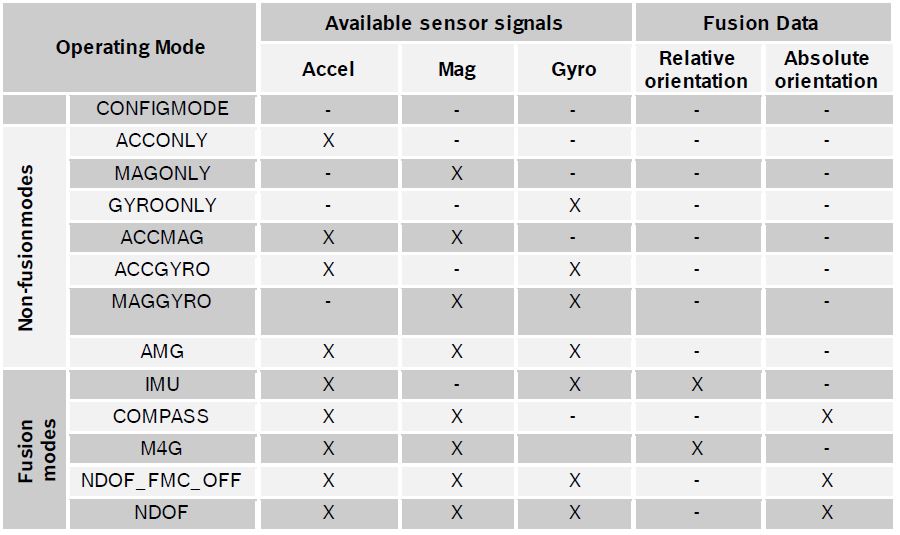 Operating Mode Available sensor signals Fusion Data
Accel Mag Gyro Relative orientation Absolute orientation
CONFIGMODE - - - - -
Non-fusionmodes
ACCONLY X - - - -
MAGONLY - X - - -
GYROONLY - - X - -
ACCMAG X X - - -
ACCGYRO X - X - -
MAGGYRO - X X - -
AMG X X X - -
Fusion modes
IMU X - X X -
COMPASS X X - - X
M4G X X X -
NDOF_FMC_OFF X X X - X
NDOF X X X - X